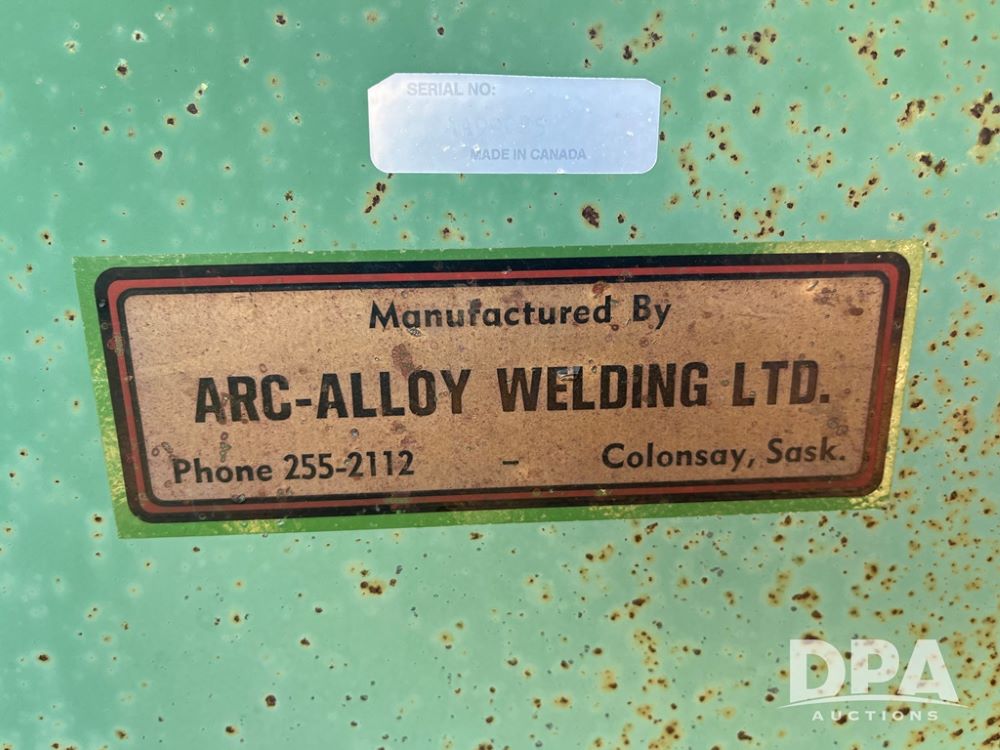 SERIAL NO:
MADE IN CANADA
Manufactured By
ARC-ALLOY WELDING LTD.
Phone 255-2112 – Colonsay, Sask.
DPA
AUCTIONS